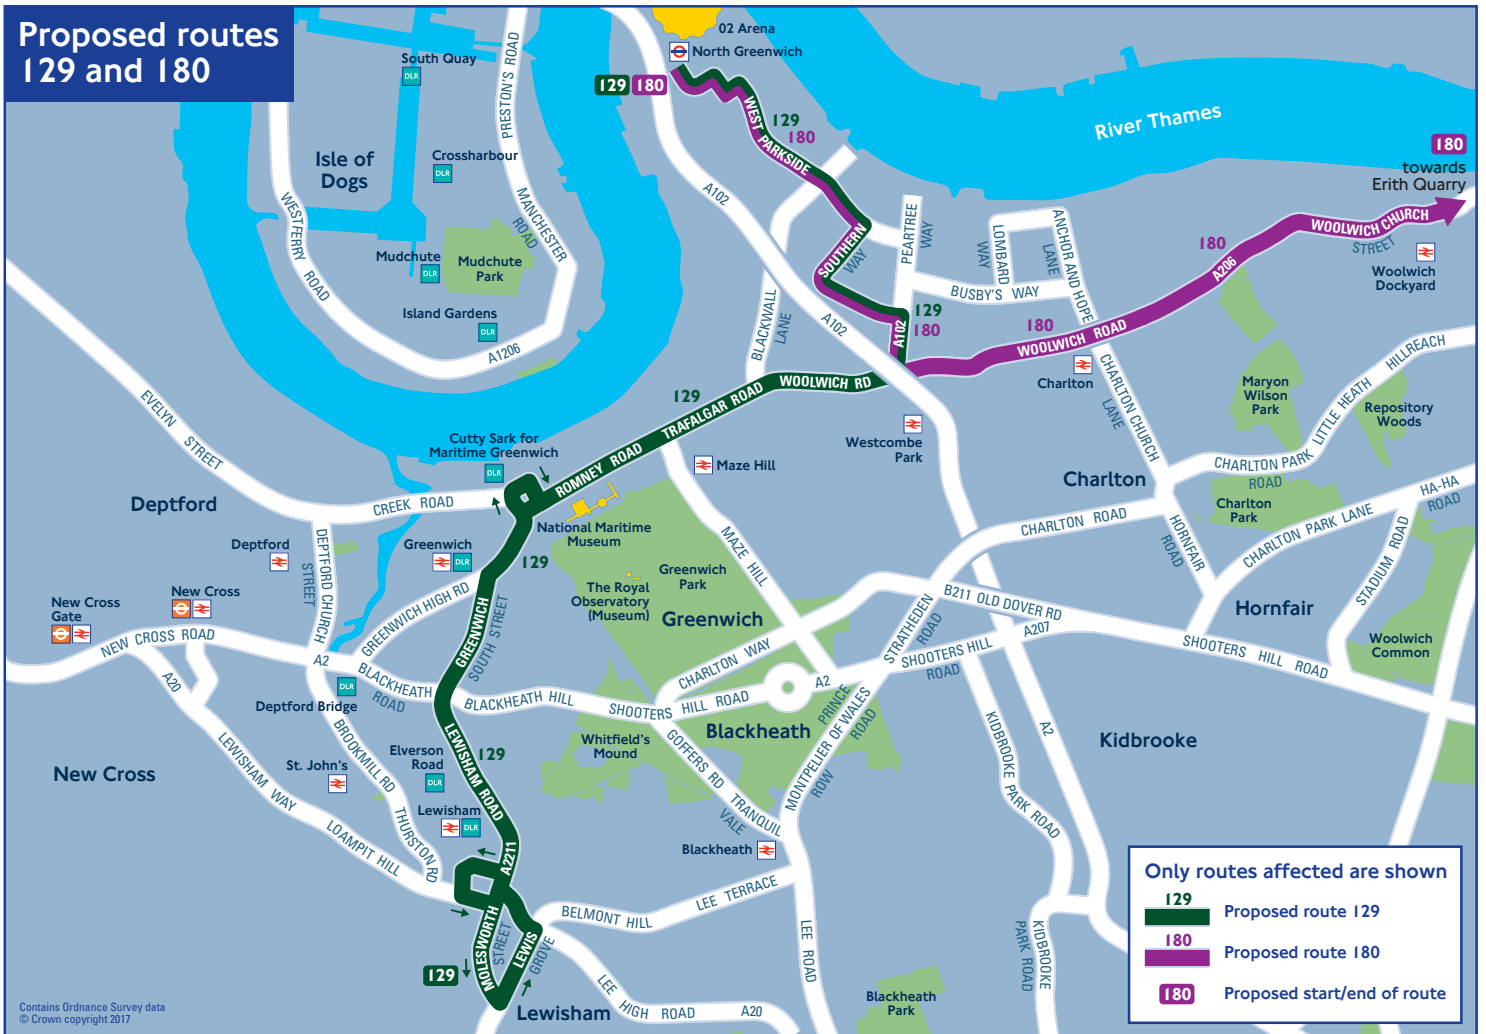 Proposed routes
129 and 180
02 Arena
North Greenwich
129 180
South Quay
DLR
PRESTON'S ROAD
Isle of
Dogs
Crossharbour
DLR
WESTFERRY ROAD
MANCHESTER
ROAD
Mudchute
DLR
Mudchute
Park
Island Gardens
DLR
A1206
River Thames
129
180
WEST PARKSIDE
A102
SOUTHERN
WAY
PEARTREE
WAY
LOMBARD
WAY
ANCHOR AND HOPE
LANE
BUSBY'S WAY
BLACKWALL
LANE
A102
129
180
A102
180
towards
Erith Quarry
WOOLWICH CHURCH
STREET
180
A206
Woolwich
Dockyard
180
WOOLWICH ROAD
Charlton
CHARLTON CHURCH
LANE
Maryon
Wilson
Park
LITTLE HEATH
HILLREACH
Repository
Woods
EVELYN
STREET
129
TRAFALGAR ROAD
WOOLWICH RD
Westcombe
Park
Cutty Sark for
Maritime Greenwich
DLR
ROMNEY ROAD
Maze Hill
Charlton
CHARLTON PARK
ROAD
Charlton
Park
HA-HA
ROAD
Deptford
CREEK ROAD
National Maritime
Museum
MAZE HILL
CHARLTON ROAD
HORNFAIR
ROAD
CHARLTON PARK LANE
STADIUM ROAD
Deptford
DEPTFORD CHURCH
STREET
Greenwich
DLR
129
Greenwich
Park
The Royal
Observatory
(Museum)
Greenwich
New Cross
New Cross
Gate
NEW CROSS ROAD
GREENWICH HIGH RD
GREENWICH
SOUTH STREET
STRATHEDEN
ROAD
B211 OLD DOVER RD
A207
Hornfair
Woolwich
Common
SHOOTERS HILL ROAD
SHOOTERS HILL
ROAD
A2
BLACKHEATH
ROAD
DLR
Deptford Bridge
A20
BLACKHEATH HILL
CHARLTON WAY
SHOOTERS HILL ROAD
A2
PRINCE
OF WALES
ROAD
Blackheath
Whitfield's
Mound
GOFFERS RD
MONTPELIER
ROW
KIDBROOKE PARK ROAD
A2
Kidbrooke
New Cross
LEWISHAM WAY
St. John's
BROOKMILL RD
Elverson
Road
DLR
LEWISHAM ROAD
129
TRANQUIL
VALE
Lewisham
DLR
THURSTON RD
LOAMPIT HILL
A2211
Blackheath
MOLESWORTH
STREET
LEWIS
GROVE
BELMONT HILL
LEE TERRACE
LEE ROAD
KIDBROOKE
PARK ROAD
129
Lewisham
LEE HIGH ROAD
A20
Blackheath
Park
Only routes affected are shown
129
Proposed route 129
180
Proposed route 180
180
Proposed start/end of route
Contains Ordnance Survey data
© Crown copyright 2017